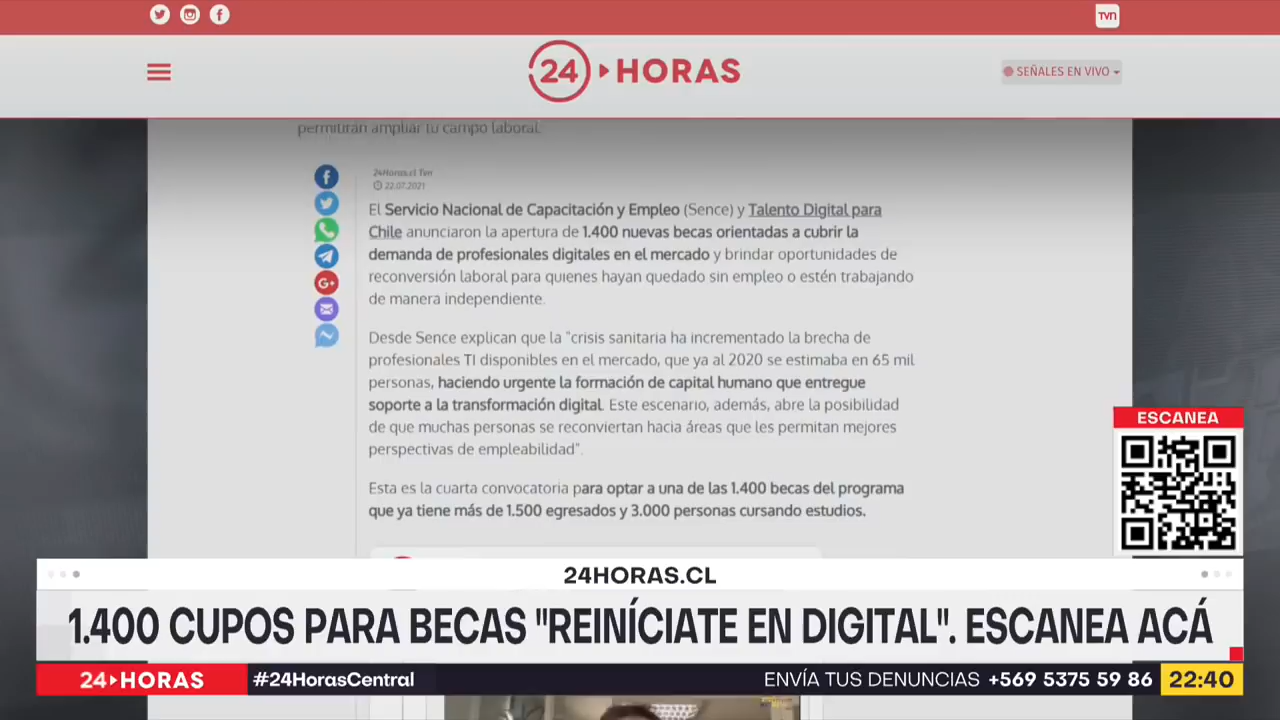 TVN
24 HORAS
SEÑALES EN VIVO
permitirán ampliar tu campo laboral.
24Horas.cl Tvn
22.07.2021
El Servicio Nacional de Capacitación y Empleo (Sence) y Talento Digital para
Chile anunciaron la apertura de 1.400 nuevas becas orientadas a cubrir la
demanda de profesionales digitales en el mercado y brindar oportunidades de
reconversión laboral para quienes hayan quedado sin empleo o estén trabajando
de manera independiente.
Desde Sence explican que la "crisis sanitaria ha incrementado la brecha de
profesionales TI disponibles en el mercado, que ya al 2020 se estimaba en 65 mil
personas, haciendo urgente la formación de capital humano que entregue
soporte a la transformación digital. Este escenario, además, abre la posibilidad
de que muchas personas se reconviertan hacia áreas que les permitan mejores
perspectivas de empleabilidad".
Esta es la cuarta convocatoria para optar a una de las 1.400 becas del programa
que ya tiene más de 1.500 egresados y 3.000 personas cursando estudios.
ESCANEA
24HORAS.CL
1.400 CUPOS PARA BECAS "REINÍCIATE EN DIGITAL". ESCANEA ACÁ
24 HORAS #24HorasCentral ENVÍA TUS DENUNCIAS +569 5375 59 86 22:40